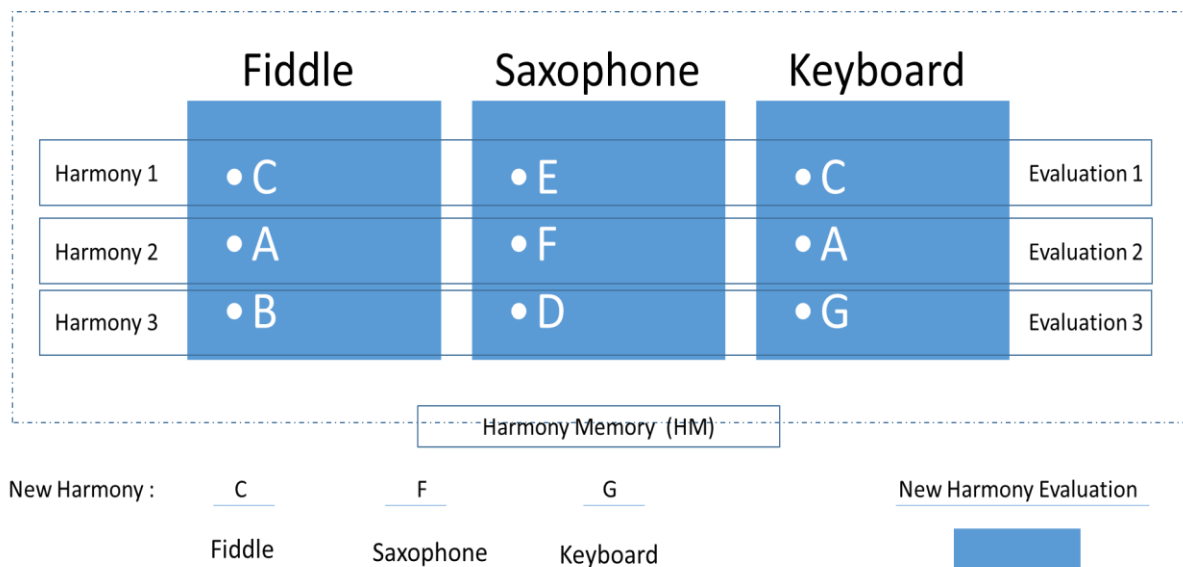 Fiddle Saxophone Keyboard
Harmony 1 • C • E • C Evaluation 1
Harmony 2 • A • F • A Evaluation 2
Harmony 3 • B • D • G Evaluation 3
Harmony Memory (HM)
New Harmony : C F G New Harmony Evaluation
Fiddle Saxophone Keyboard